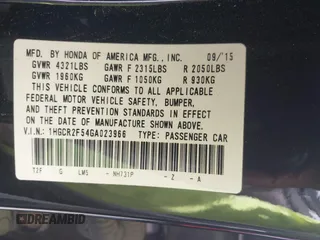 MFD. BY HONDA OF AMERICA MFG., INC. 09/15
GVWR 4321LBS GAWR F 2315LBS R 2050LBS
GVWR 1960KG GAWR F 1050KG R 930KG
THIS VEHICLE CONFORMS TO ALL APPLICABLE
FEDERAL MOTOR VEHICLE SAFETY, BUMPER,
AND THEFT PREVENTION STANDARDS IN EFFECT
ON THE DATE OF MANUFACTURE SHOWN ABOVE.
V.I.N.: 1HGCR2F54GA023966 TYPE: PASSENGER CAR
G NH731P - Z - A
DREAMBID